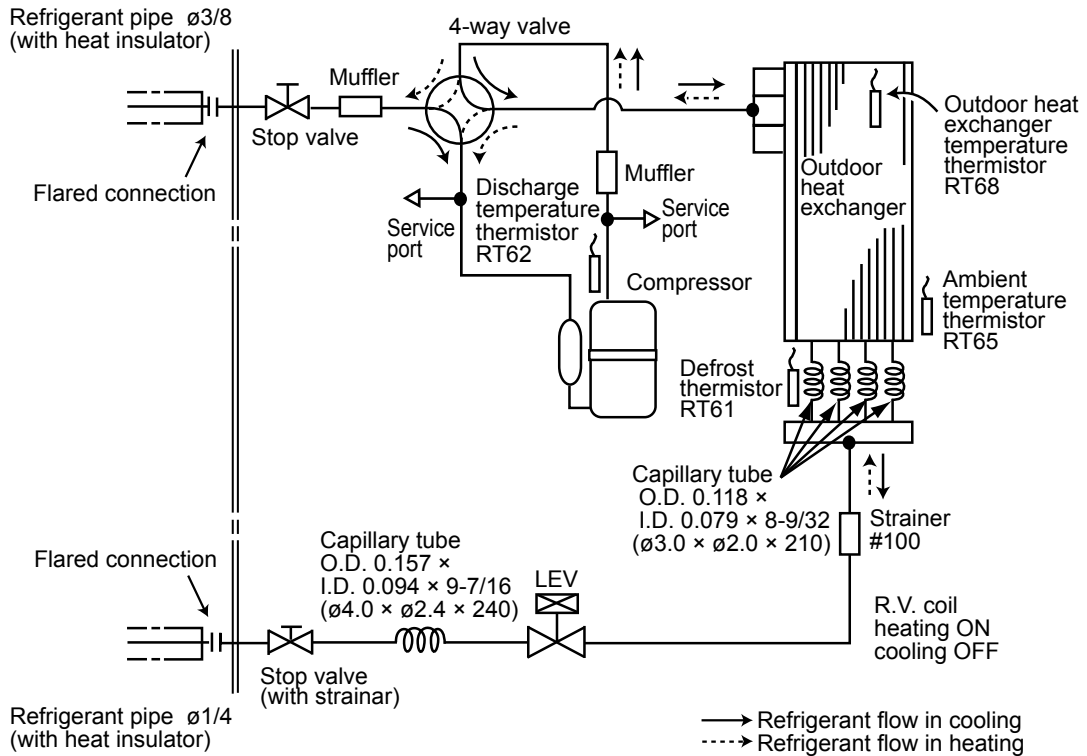 Refrigerant pipe ø3/8
(with heat insulator)
4-way valve
Muffler
Stop valve
Flared connection
Outdoor heat
exchanger
temperature
thermistor
RT68
Outdoor
heat
exchanger
Muffler
Discharge
temperature
thermistor
RT62
Service
port
Service
port
Compressor
Ambient
temperature
thermistor
RT65
Defrost
thermistor
RT61
Capillary tube
O.D. 0.118 ×
I.D. 0.079 × 8-9/32
(ø3.0 × ø2.0 × 210)
Strainer
#100
Flared connection
Capillary tube
O.D. 0.157 ×
I.D. 0.094 × 9-7/16
(ø4.0 × ø2.4 × 240)
LEV
R.V. coil
heating ON
cooling OFF
Stop valve
(with strainar)
Refrigerant pipe ø1/4
(with heat insulator)
Refrigerant flow in cooling
Refrigerant flow in heating